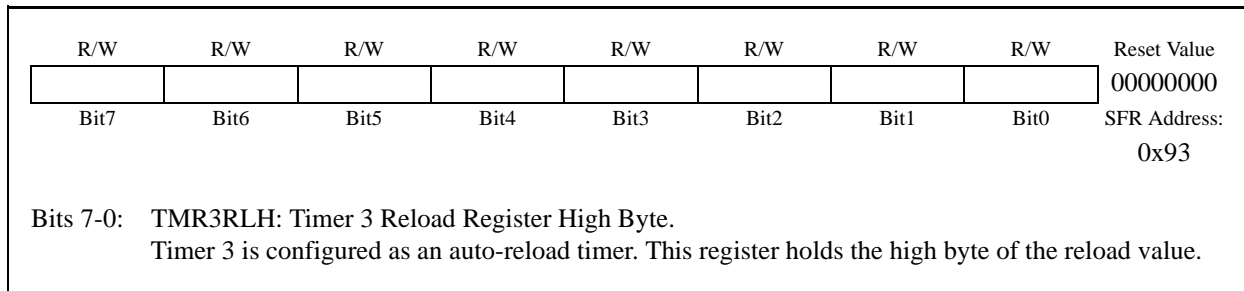 R/W R/W R/W R/W R/W R/W R/W R/W Reset Value
00000000
Bit7 Bit6 Bit5 Bit4 Bit3 Bit2 Bit1 Bit0 SFR Address:
0x93
Bits 7-0: TMR3RLH: Timer 3 Reload Register High Byte.
Timer 3 is configured as an auto-reload timer. This register holds the high byte of the reload value.